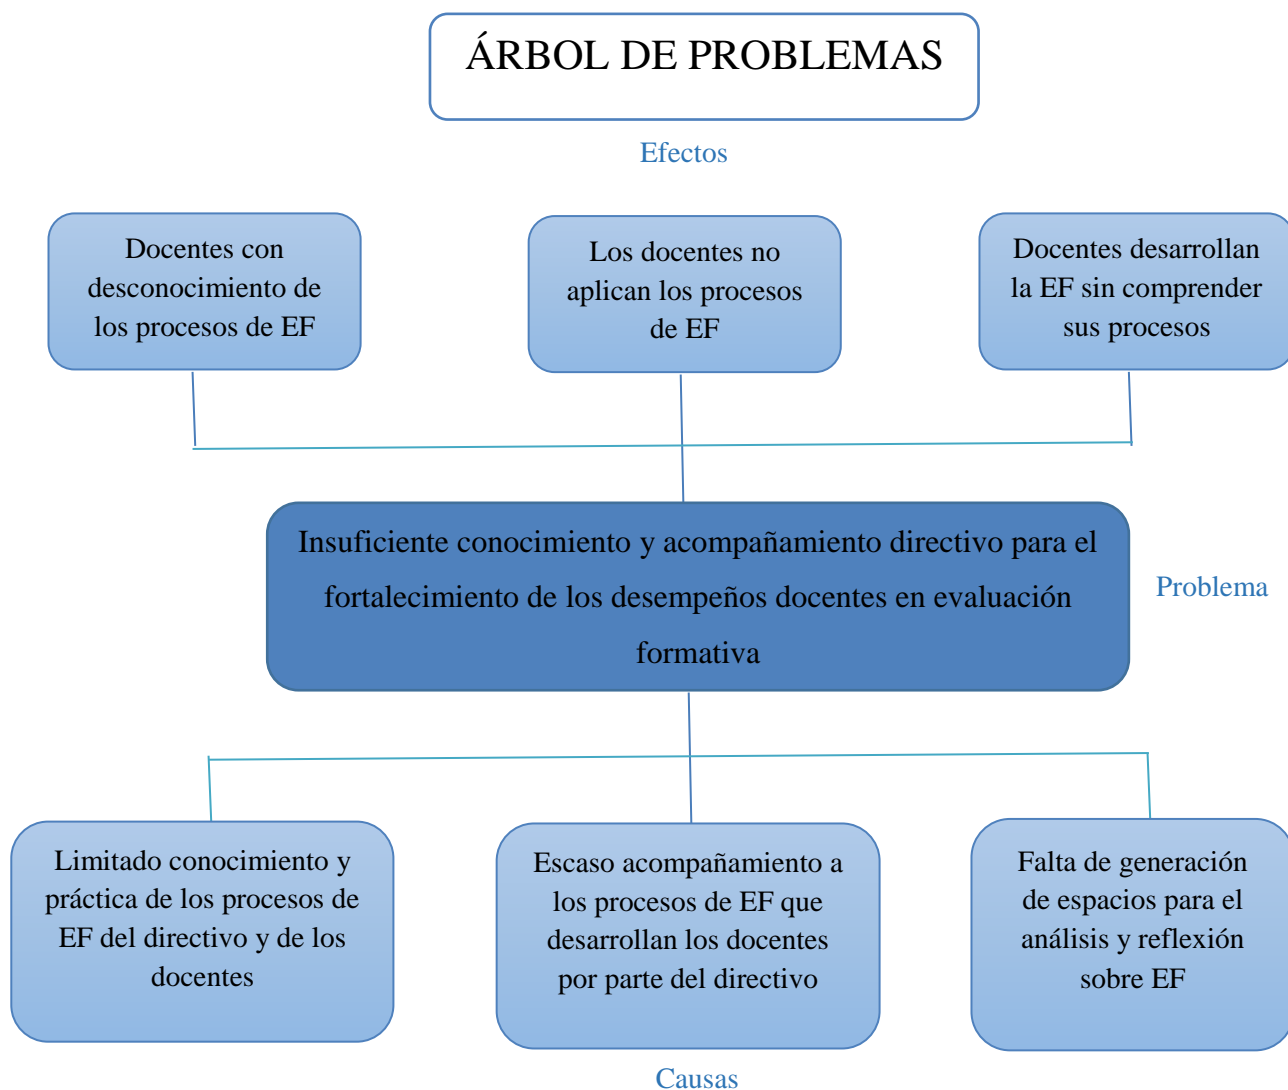 ÁRBOL DE PROBLEMAS
Efectos
Docentes con
desconocimiento de
los procesos de EF
Los docentes no
aplican los procesos
de EF
Docentes desarrollan
la EF sin comprender
sus procesos
Insuficiente conocimiento y acompañamiento directivo para el
fortalecimiento de los desempeños docentes en evaluación
formativa
Problema
Limitado conocimiento y
práctica de los procesos de
EF del directivo y de los
docentes
Escaso acompañamiento a
los procesos de EF que
desarrollan los docentes
por parte del directivo
Falta de generación
de espacios para el
análisis y reflexión
sobre EF
Causas